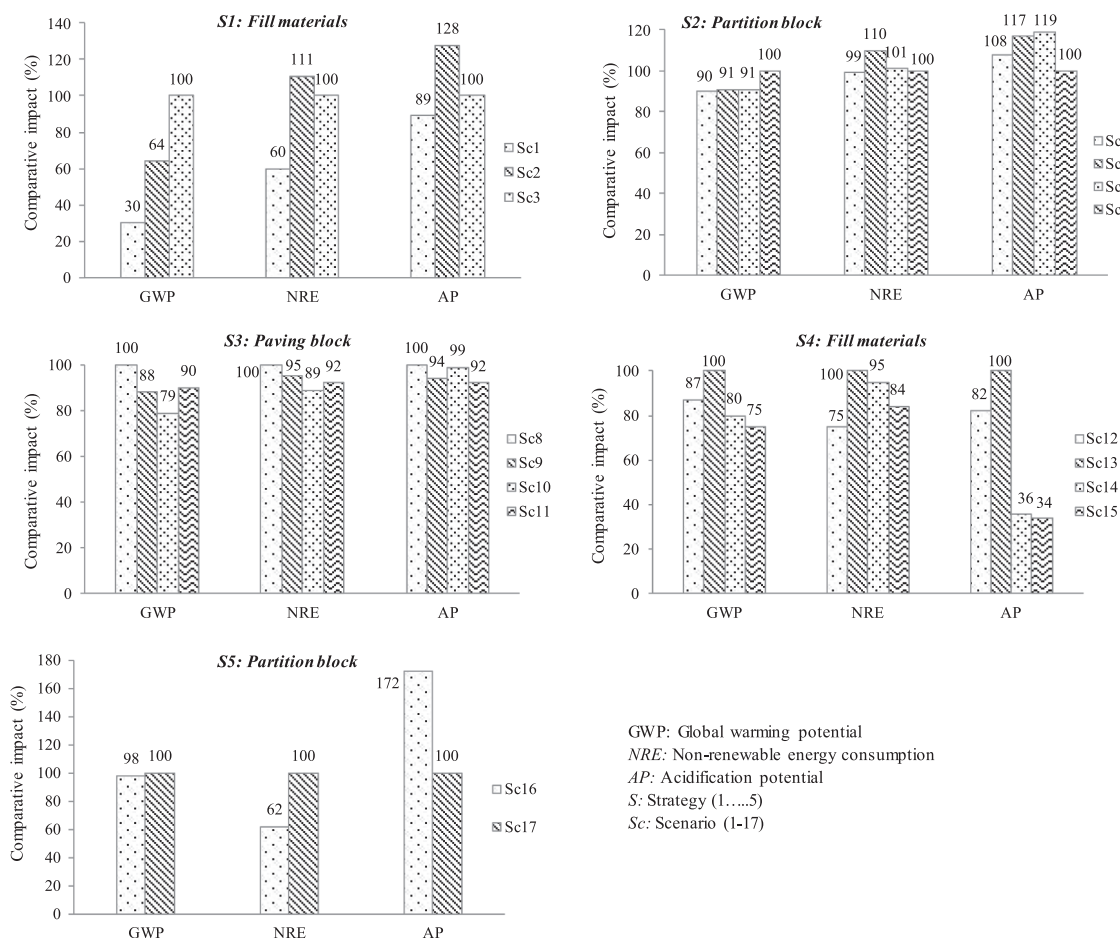 S1: Fill materials
Comparative impact (%)
140
120
100
80
60
40
20
0
30
64
100
60
111
100
89
128
100
GWP
NRE
AP
Sc1
Sc2
Sc3
S2: Partition block
Comparative impact (%)
120
100
80
60
40
20
0
90
91
91
100
99
110
101
100
108
117
119
100
GWP
NRE
AP
Sc
Sc
Sc
Sc
S3: Paving block
Comparative impact (%)
100
80
60
40
20
0
100
88
79
90
100
95
89
92
100
94
99
92
GWP
NRE
AP
Sc8
Sc9
Sc10
Sc11
S4: Fill materials
Comparative impact (%)
100
80
60
40
20
0
87
100
80
75
75
100
95
84
82
100
36
34
GWP
NRE
AP
Sc12
Sc13
Sc14
Sc15
S5: Partition block
Comparative impact (%)
180
160
140
120
100
80
60
40
20
0
98
100
62
100
172
100
GWP
NRE
AP
Sc16
Sc17
GWP: Global warming potential
NRE: Non-renewable energy consumption
AP: Acidification potential
S: Strategy (1.....5)
Sc: Scenario (1-17)